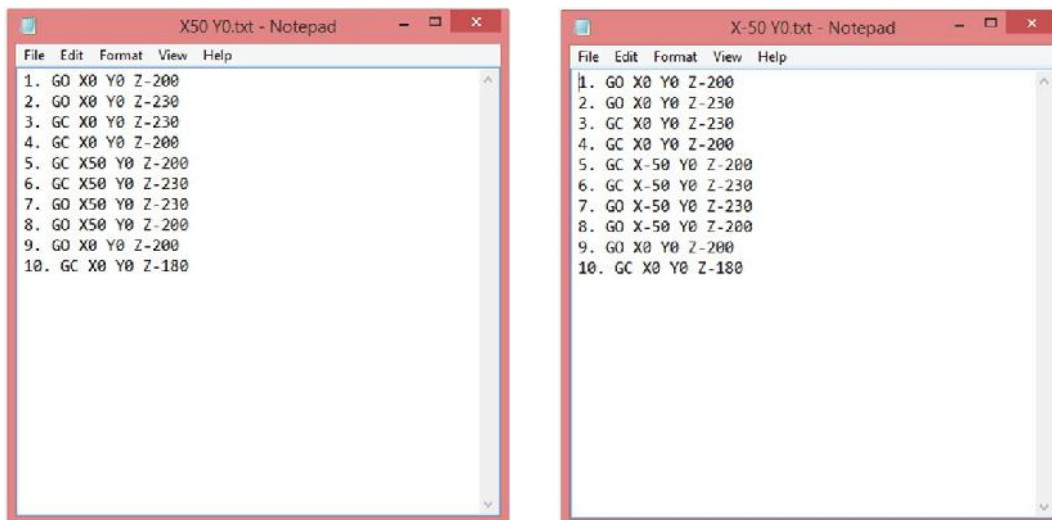 X50 Y0.txt - Notepad
File Edit Format View Help
1. GO X0 Y0 Z-200
2. GO X0 Y0 Z-230
3. GC X0 Y0 Z-230
4. GC X0 Y0 Z-200
5. GC X50 Y0 Z-200
6. GC X50 Y0 Z-230
7. GO X50 Y0 Z-230
8. GO X50 Y0 Z-200
9. GO X0 Y0 Z-200
10. GC X0 Y0 Z-180
X-50 Y0.txt - Notepad
File Edit Format View Help
1. GO X0 Y0 Z-200
2. GO X0 Y0 Z-230
3. GC X0 Y0 Z-230
4. GC X0 Y0 Z-200
5. GC X-50 Y0 Z-200
6. GC X-50 Y0 Z-230
7. GO X-50 Y0 Z-230
8. GO X-50 Y0 Z-200
9. GO X0 Y0 Z-200
10. GC X0 Y0 Z-180